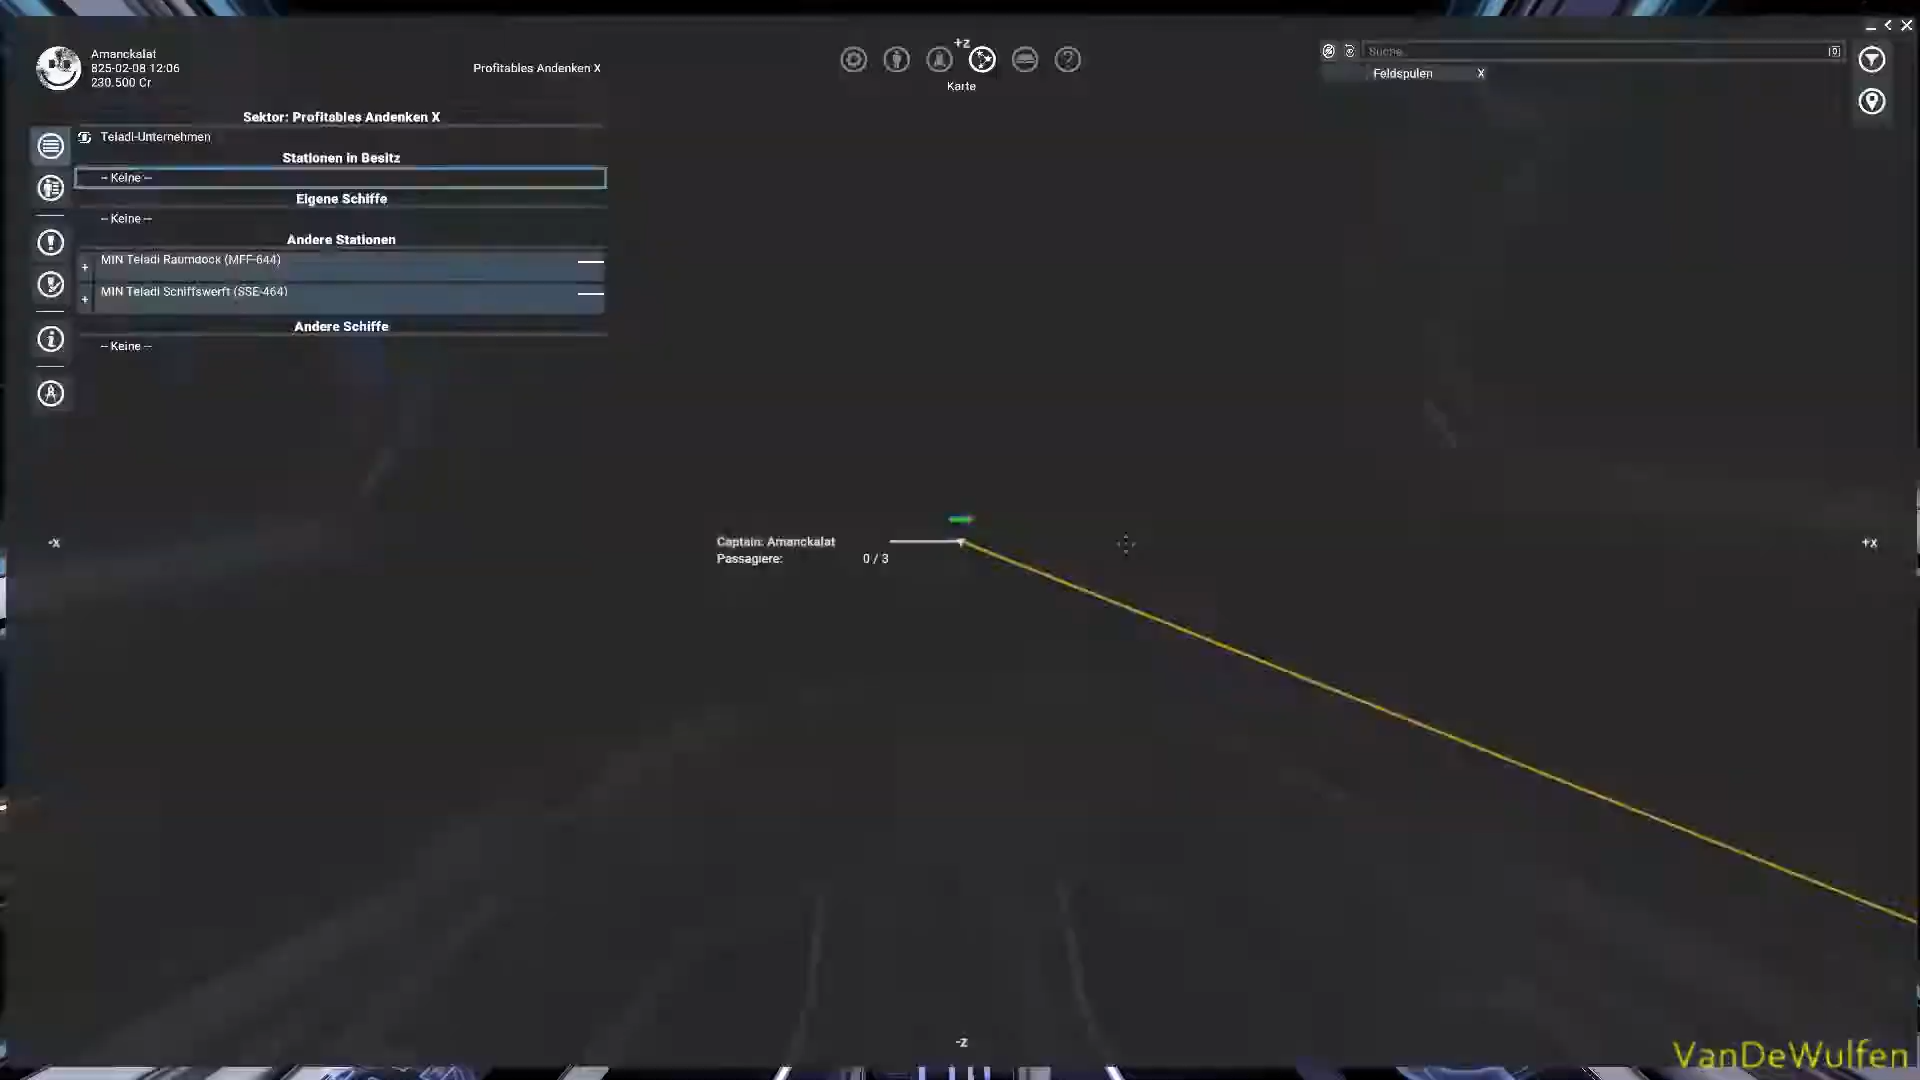 Amanckalat
825-02-08 12:06
230.500 Cr
Profitables Andenken X
+z
Karte
Suche...
Feldspulen X
Sektor: Profitables Andenken X
Teladi-Unternehmen
Stationen in Besitz
-- Keine --
Eigene Schiffe
-- Keine --
Andere Stationen
+ MIN Teladi Raumdock (MFF-644)
+ MIN Teladi Schiffswerft (SSE-464)
Andere Schiffe
-- Keine --
-x
Captain: Amanckalat
Passagiere: 0 / 3
+x
-z
VanDeWulfen